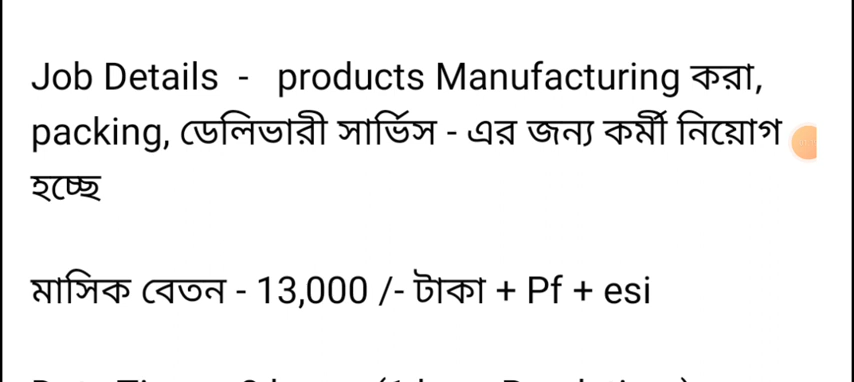 Job Details - products Manufacturing করা,
packing, ডেলিভারী সার্ভিস - এর জন্য কর্মী নিয়োগ
হচ্ছে
মাসিক বেতন - 13,000 /- টাকা + Pf + esi